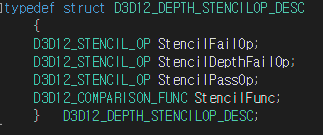 typedef struct D3D12_DEPTH_STENCILOP_DESC
{
D3D12_STENCIL_OP StencilFailOp;
D3D12_STENCIL_OP StencilDepthFailOp;
D3D12_STENCIL_OP StencilPassOp;
D3D12_COMPARISON_FUNC StencilFunc;
} D3D12_DEPTH_STENCILOP_DESC;